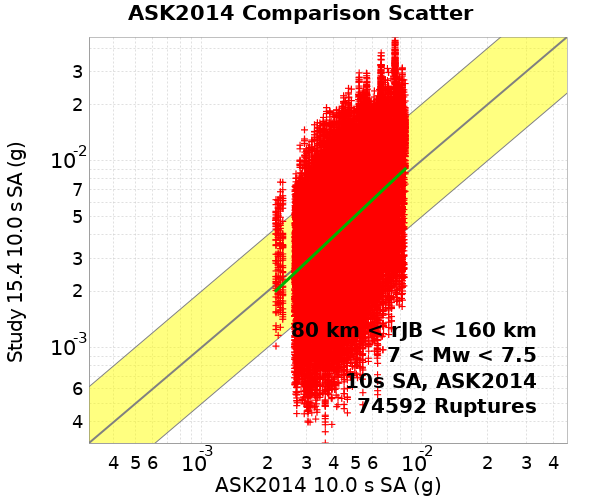 ASK2014 Comparison Scatter
Study 15.4 10.0 s SA (g)
3
2
10⁻²
7
5
3
2
10⁻³
6
4
80 km < rJB < 160 km
7 < Mw < 7.5
10s SA, ASK2014
74592 Ruptures
4 5 6 10⁻³ 2 3 4 5 6 10⁻² 2 3 4
ASK2014 10.0 s SA (g)